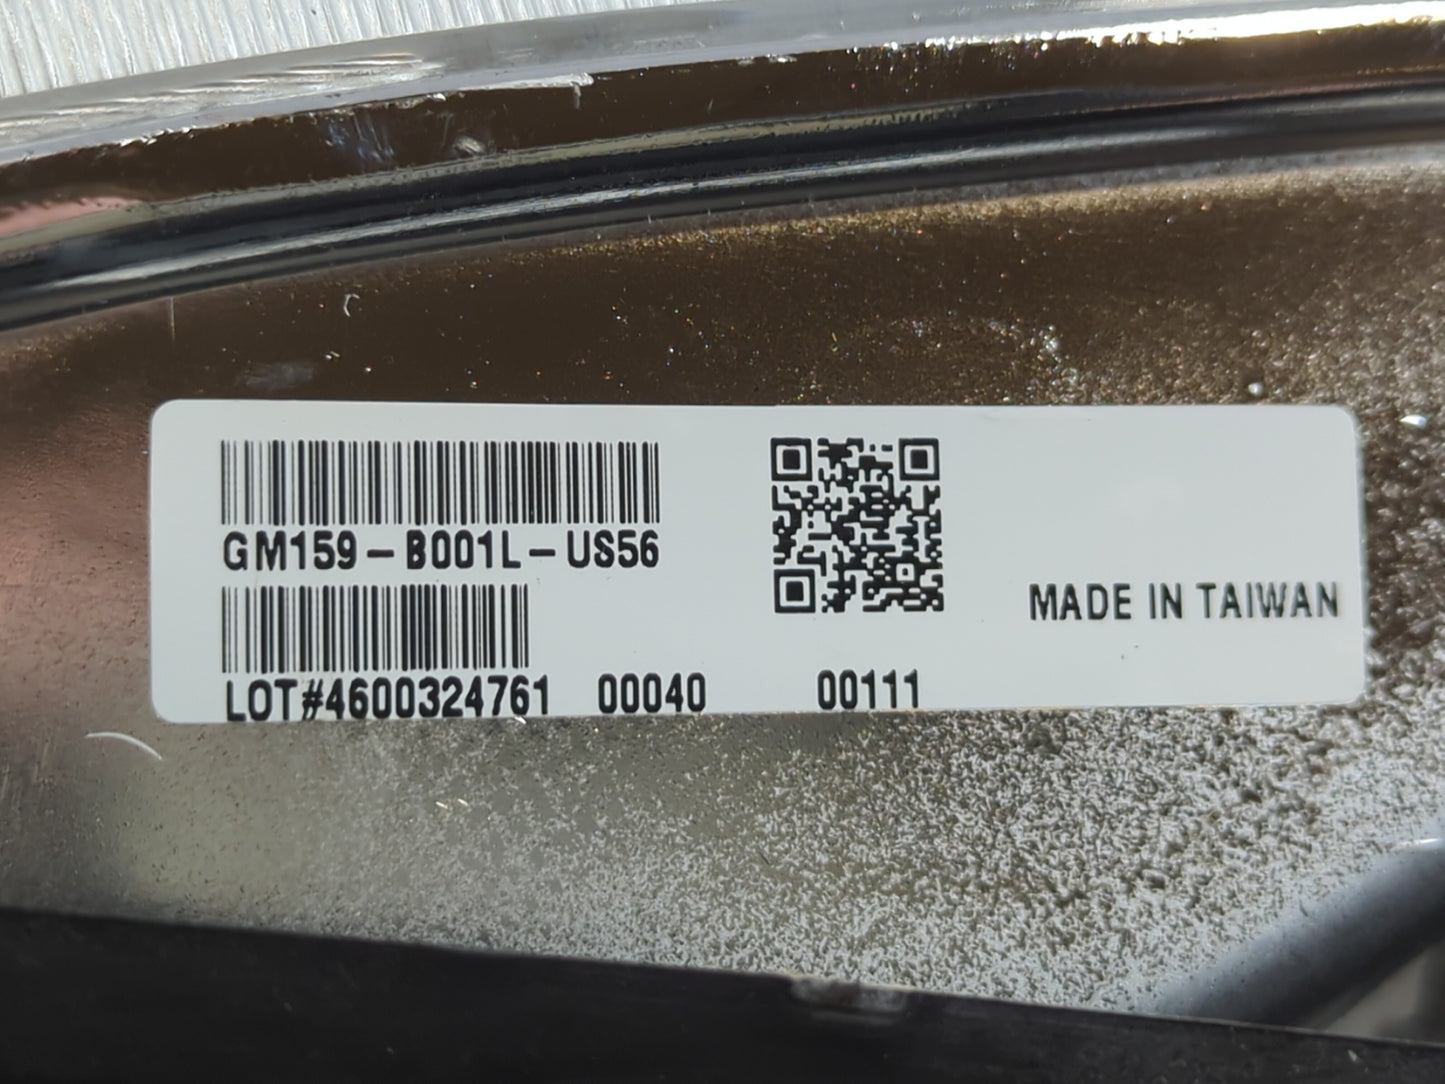 GM159-B001L-US56
LOT#4600324761 00040 00111
MADE IN TAIWAN